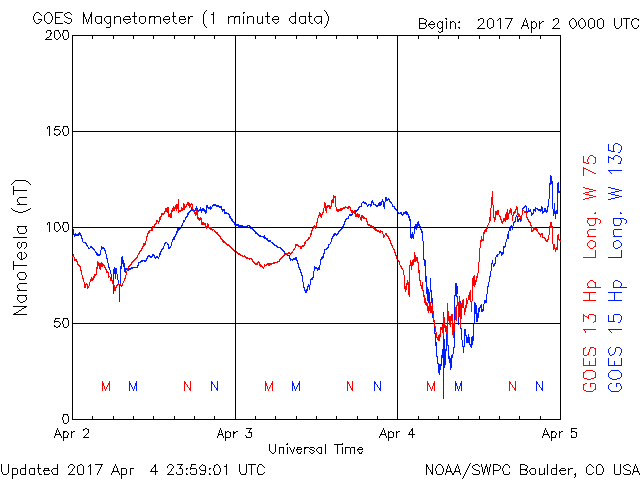 GOES Magnetometer (1 minute data)
Begin: 2017 Apr 2 0000 UTC
200
150
100
50
0
NanoTesla (nT)
M M N N M M N N M M N N
Apr 2 Apr 3 Apr 4 Apr 5
Universal Time
GOES 13 Hp Long. W 75
GOES 15 Hp Long. W 135
Updated 2017 Apr 4 23:59:01 UTC
NOAA/SWPC Boulder, CO USA